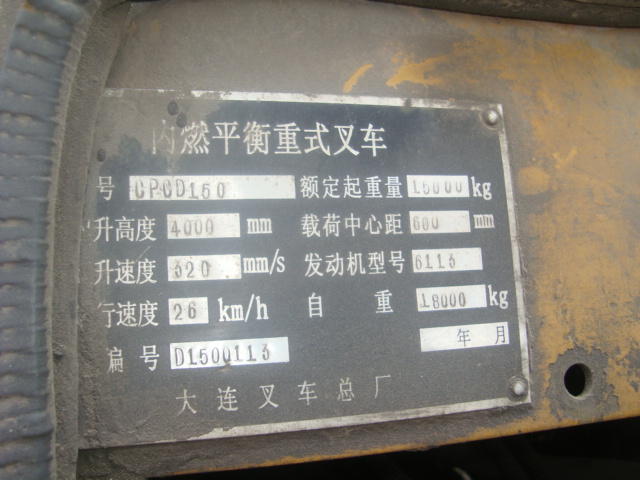 内燃平衡重式叉车
号 CPCD150 额定起重量 15000 kg
升高度 4000 mm 载荷中心距 600 mm
升速度 320 mm/s 发动机型号 6113
行速度 26 km/h 自重 18000 kg
编号 D1500113 年 月
大连叉车总厂